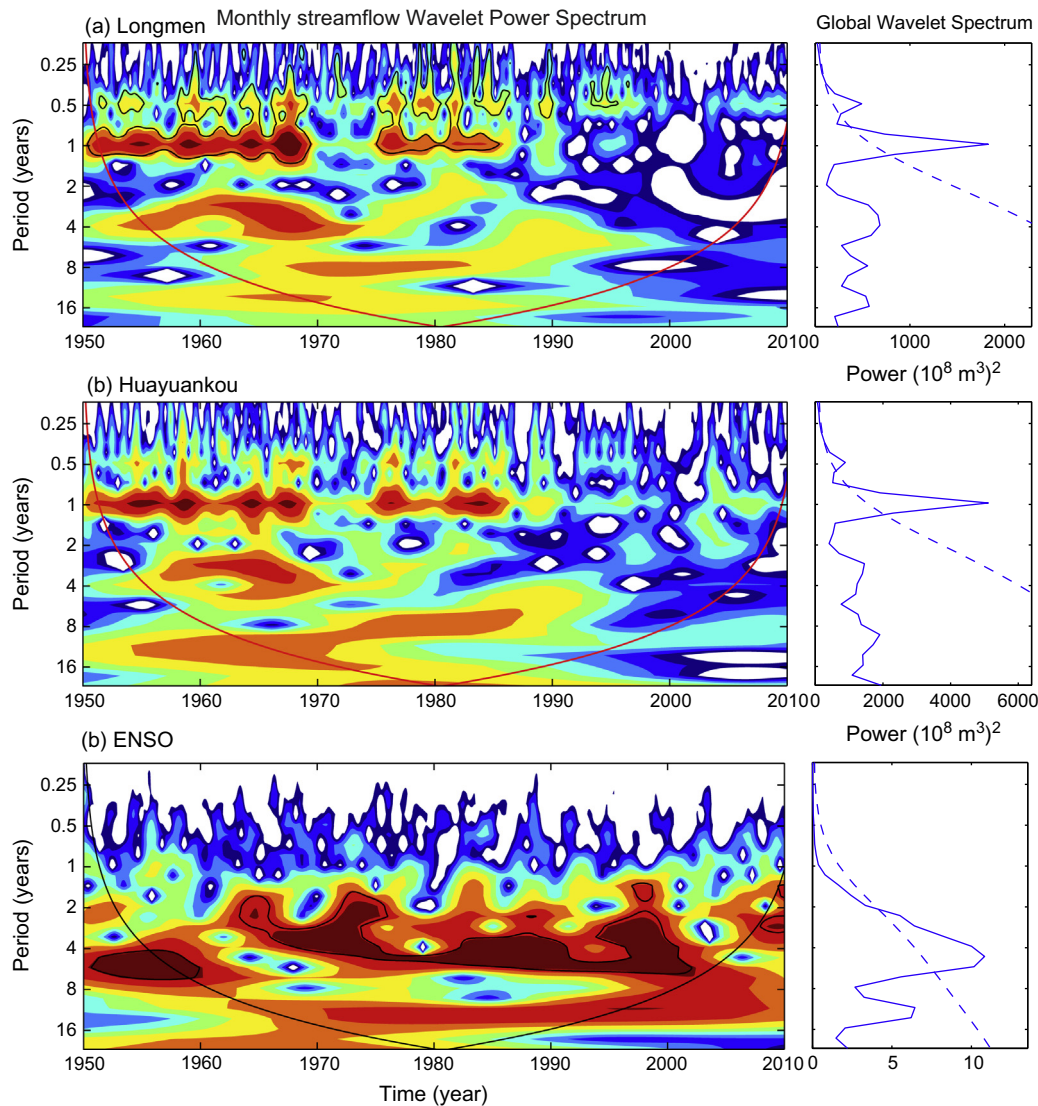 Monthly streamflow Wavelet Power Spectrum
Global Wavelet Spectrum
(a) Longmen
Period (years)
0.25
0.5
1
2
4
8
16
1950 1960 1970 1980 1990 2000 2010
0 1000 2000
Power (10⁸ m³)²
(b) Huayuankou
Period (years)
0.25
0.5
1
2
4
8
16
1950 1960 1970 1980 1990 2000 2010
0 2000 4000 6000
Power (10⁸ m³)²
(b) ENSO
Period (years)
0.25
0.5
1
2
4
8
16
1950 1960 1970 1980 1990 2000 2010
0 5 10
Time (year)